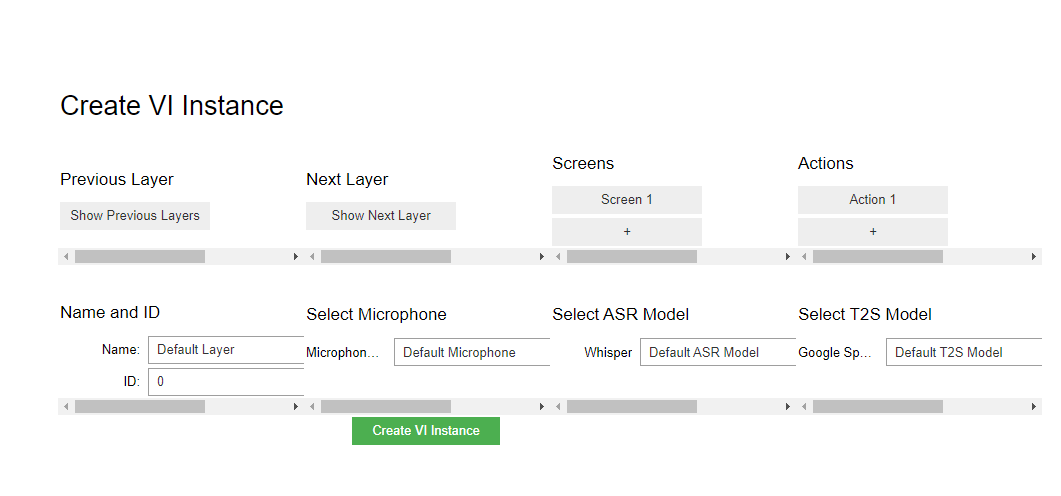 Create VI Instance
Previous Layer
Show Previous Layers
Next Layer
Show Next Layer
Screens
Screen 1
+
Actions
Action 1
+
Name and ID
Name: Default Layer
ID: 0
Select Microphone
Microphon... Default Microphone
Select ASR Model
Whisper Default ASR Model
Select T2S Model
Google Sp... Default T2S Model
Create VI Instance